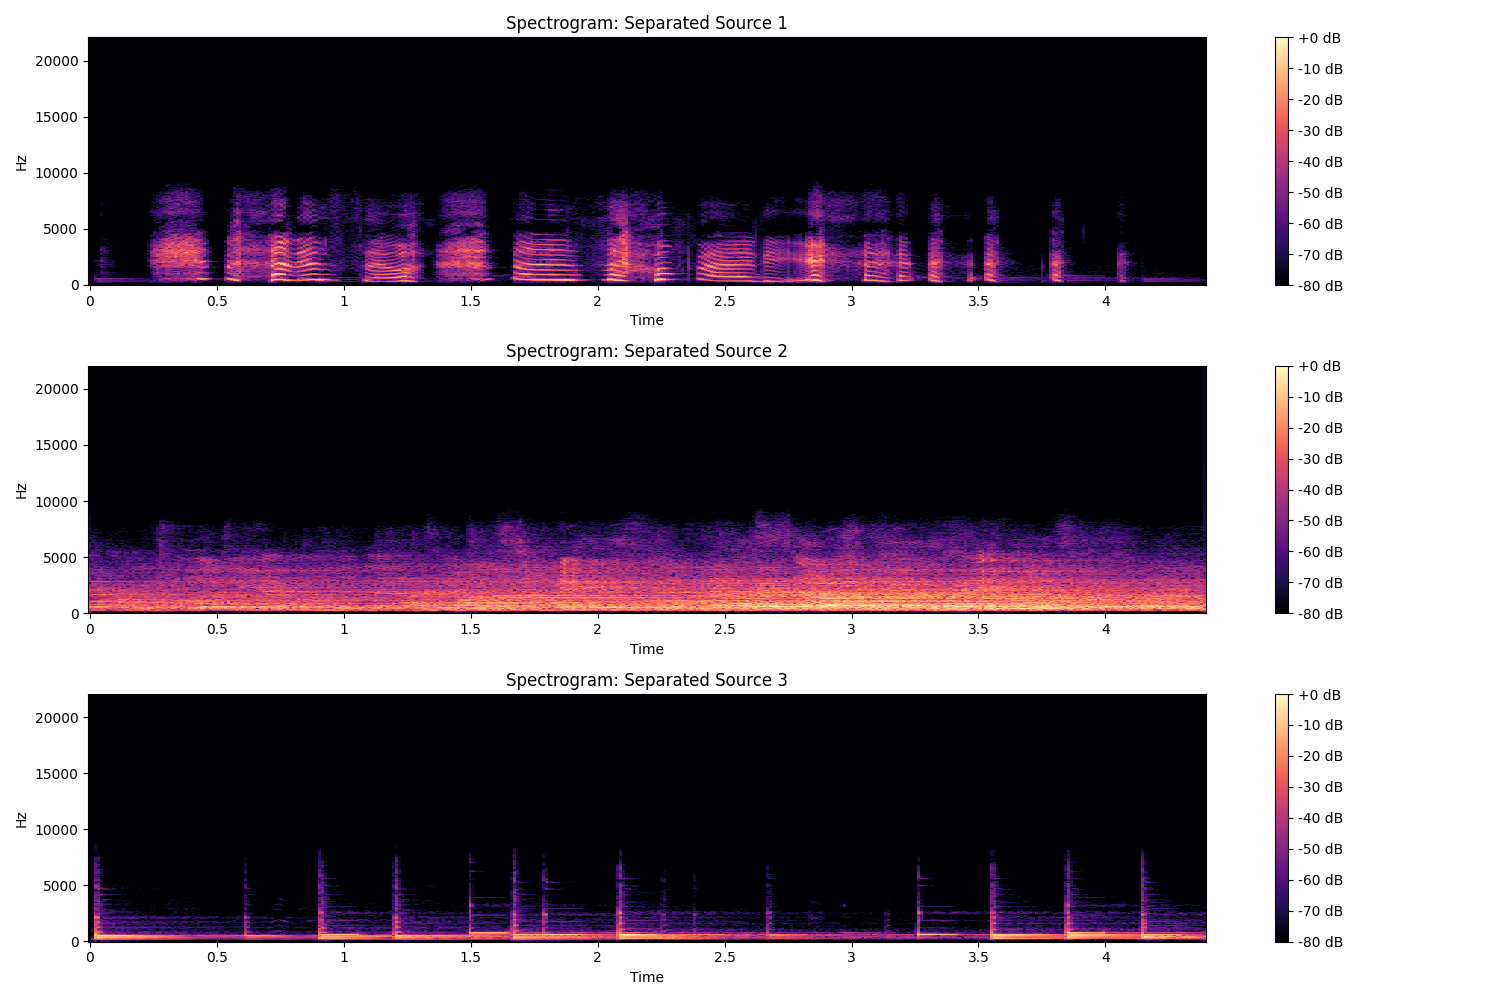 Spectrogram: Separated Source 1
20000
15000
10000
5000
0
Hz
0 0.5 1 1.5 2 2.5 3 3.5 4
Time
+0 dB
-10 dB
-20 dB
-30 dB
-40 dB
-50 dB
-60 dB
-70 dB
-80 dB
Spectrogram: Separated Source 2
20000
15000
10000
5000
0
Hz
0 0.5 1 1.5 2 2.5 3 3.5 4
Time
+0 dB
-10 dB
-20 dB
-30 dB
-40 dB
-50 dB
-60 dB
-70 dB
-80 dB
Spectrogram: Separated Source 3
20000
15000
10000
5000
0
Hz
0 0.5 1 1.5 2 2.5 3 3.5 4
Time
+0 dB
-10 dB
-20 dB
-30 dB
-40 dB
-50 dB
-60 dB
-70 dB
-80 dB